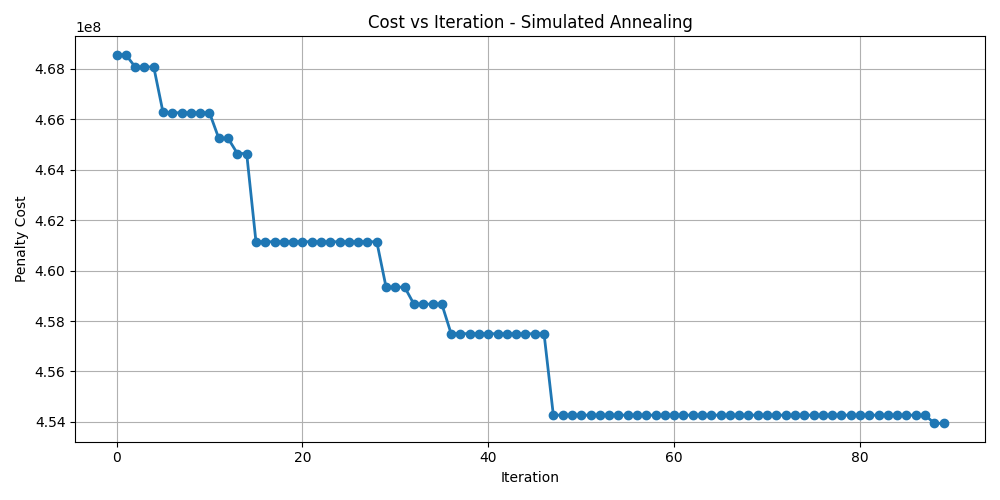 Cost vs Iteration - Simulated Annealing
1e8
4.68
4.66
4.64
4.62
4.60
4.58
4.56
4.54
Penalty Cost
0 20 40 60 80
Iteration